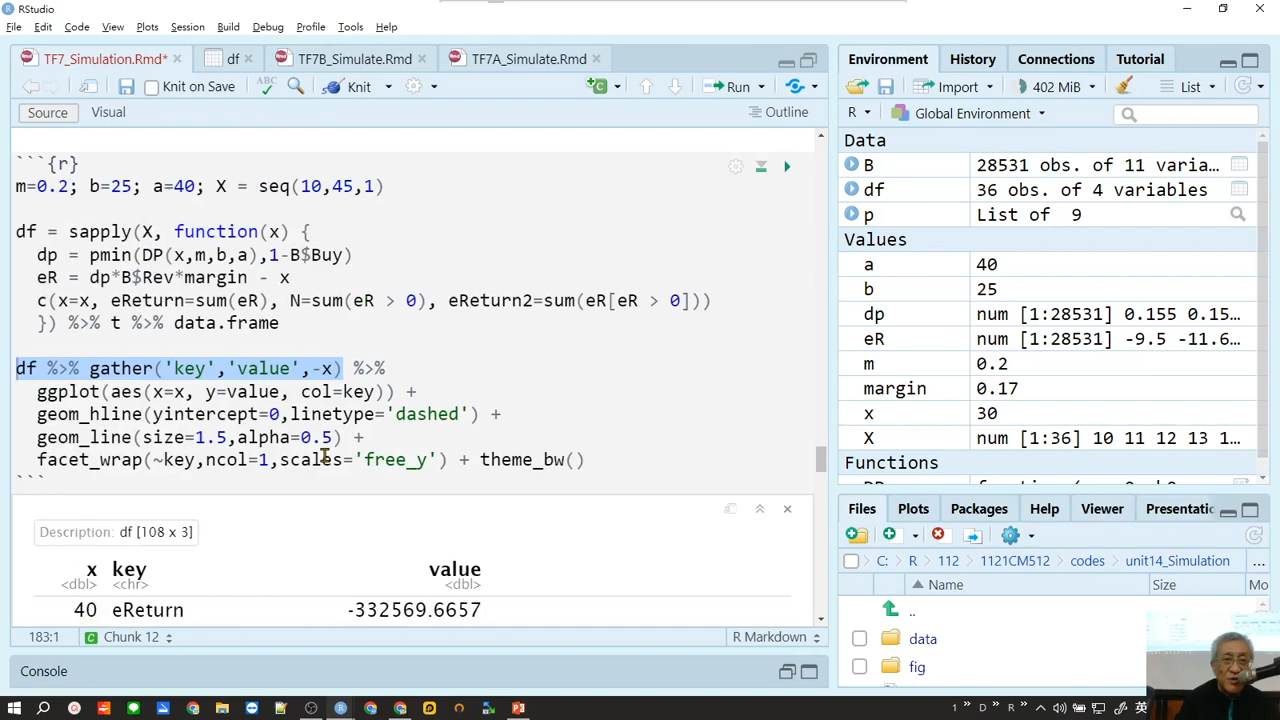 RStudio
File Edit Code View Plots Session Build Debug Profile Tools Help
TF7_Simulation.Rmd* df TF7B_Simulate.Rmd TF7A_Simulate.Rmd
Knit on Save ABC Knit Run
Source Visual Outline
```{r}
m=0.2; b=25; a=40; X = seq(10,45,1)
df = sapply(X, function(x) {
dp = pmin(DP(x,m,b,a),1-B$Buy)
eR = dp*B$Rev*margin - x
c(x=x, eReturn=sum(eR), N=sum(eR > 0), eReturn2=sum(eR[eR > 0]))
}) %>% t %>% data.frame
df %>% gather('key','value',-x) %>%
ggplot(aes(x=x, y=value, col=key)) +
geom_hline(yintercept=0,linetype='dashed') +
geom_line(size=1.5,alpha=0.5) +
facet_wrap(~key,ncol=1,scales='free_y') + theme_bw()
```
Description: df [108 x 3]
x key value
<dbl> <chr> <dbl>
40 eReturn -332569.6657
183:1 Chunk 12 R Markdown
Console
Environment History Connections Tutorial
Import 402 MiB List
R Global Environment
Data
B 28531 obs. of 11 varia...
df 36 obs. of 4 variables
p List of 9
Values
a 40
b 25
dp num [1:28531] 0.155 0.15...
eR num [1:28531] -9.5 -11.6...
m 0.2
margin 0.17
x 30
X num [1:36] 10 11 12 13 1...
Functions
Files Plots Packages Help Viewer Presentatic
C: R 112 1121CM512 codes unit14_Simulation ...
Name Size Mo
..
data
fig
英